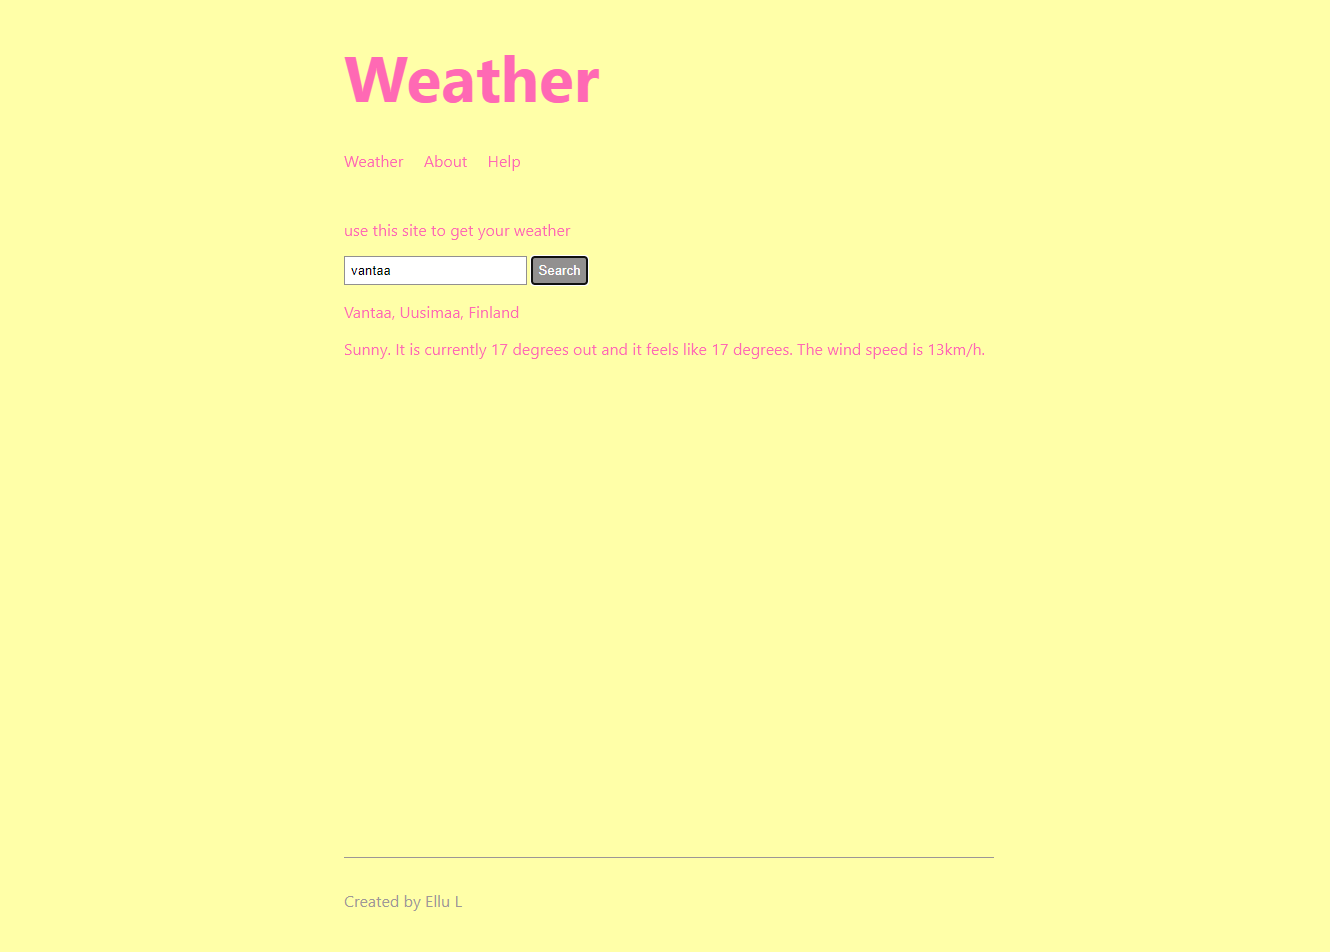 Weather
Weather About Help
use this site to get your weather
vantaa Search
Vantaa, Uusimaa, Finland
Sunny. It is currently 17 degrees out and it feels like 17 degrees. The wind speed is 13km/h.
Created by Ellu L